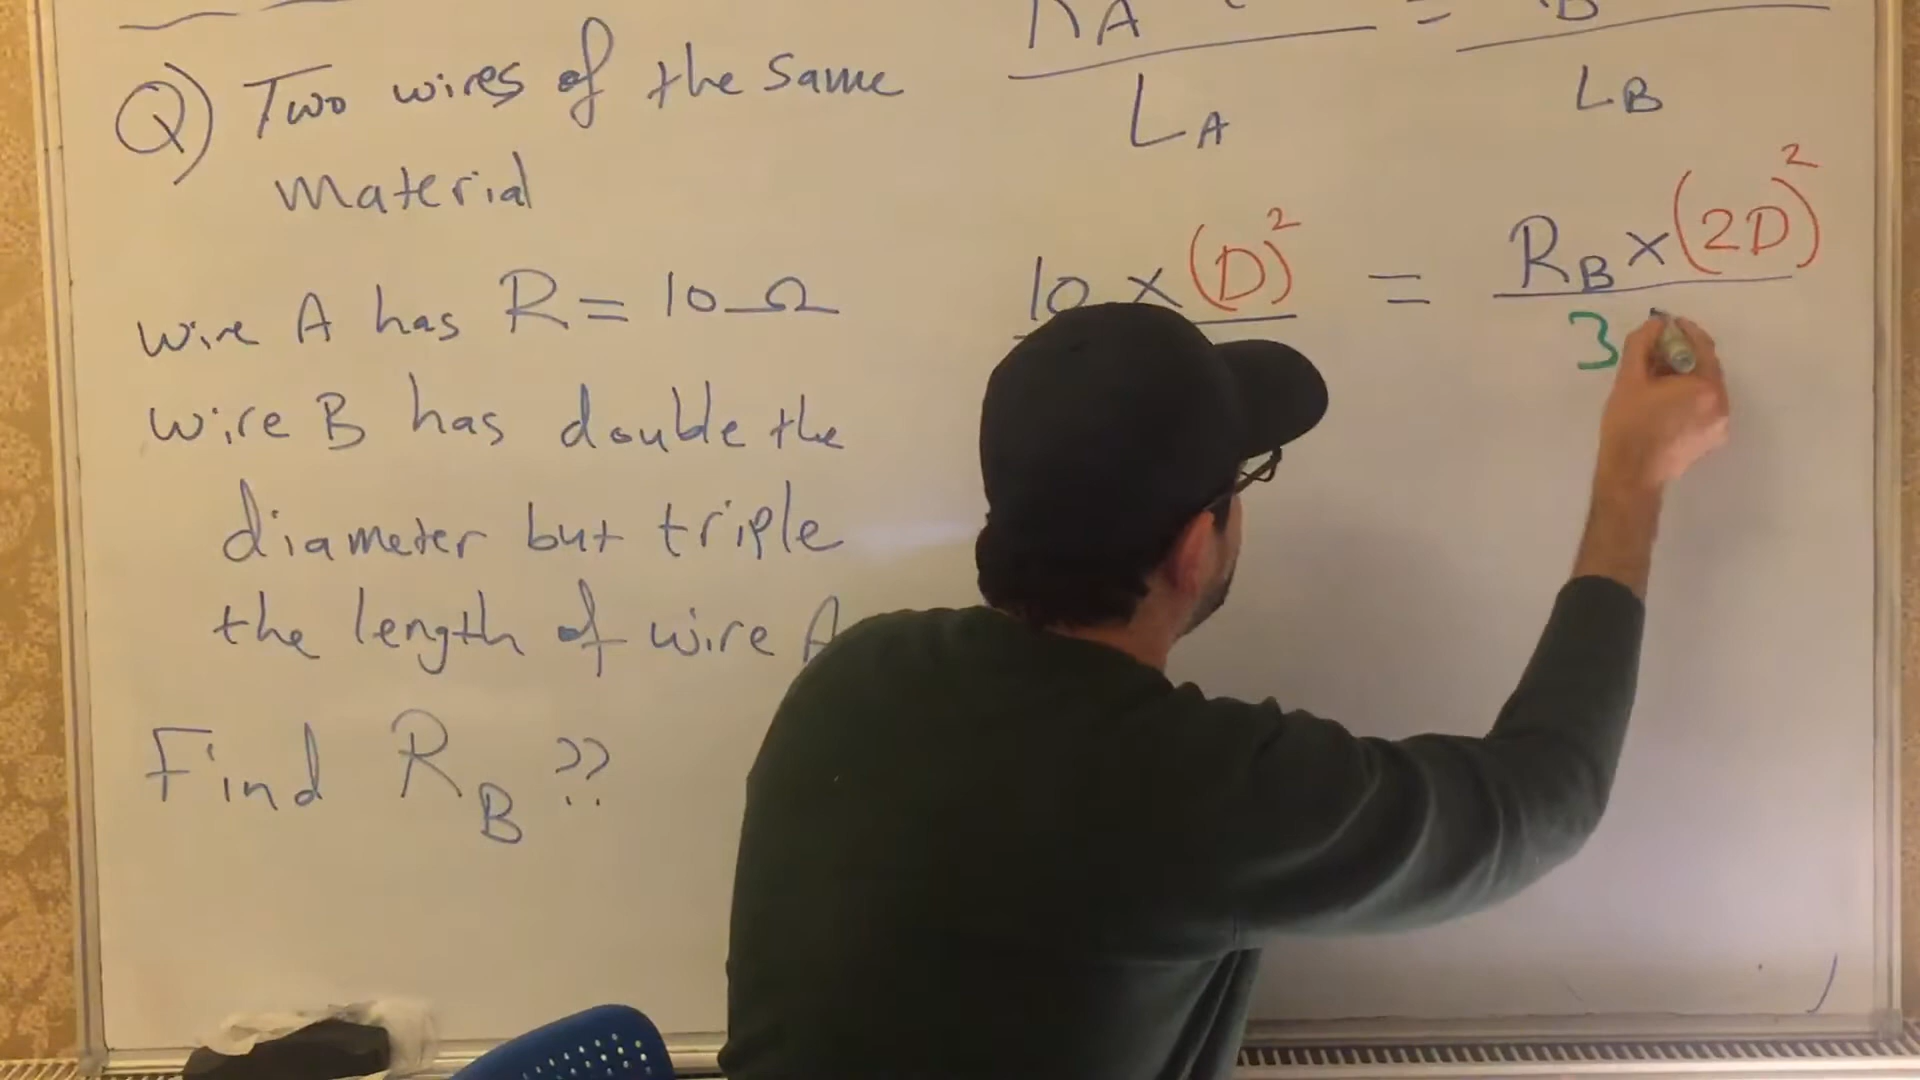 Q) Two wires of the same
material
wire A has R = 10 Ω
wire B has double the
diameter but triple
the length of wire A
Find R_B ??
A = B
L_A L_B
10 × (D)² = R_B × (2D)²
3